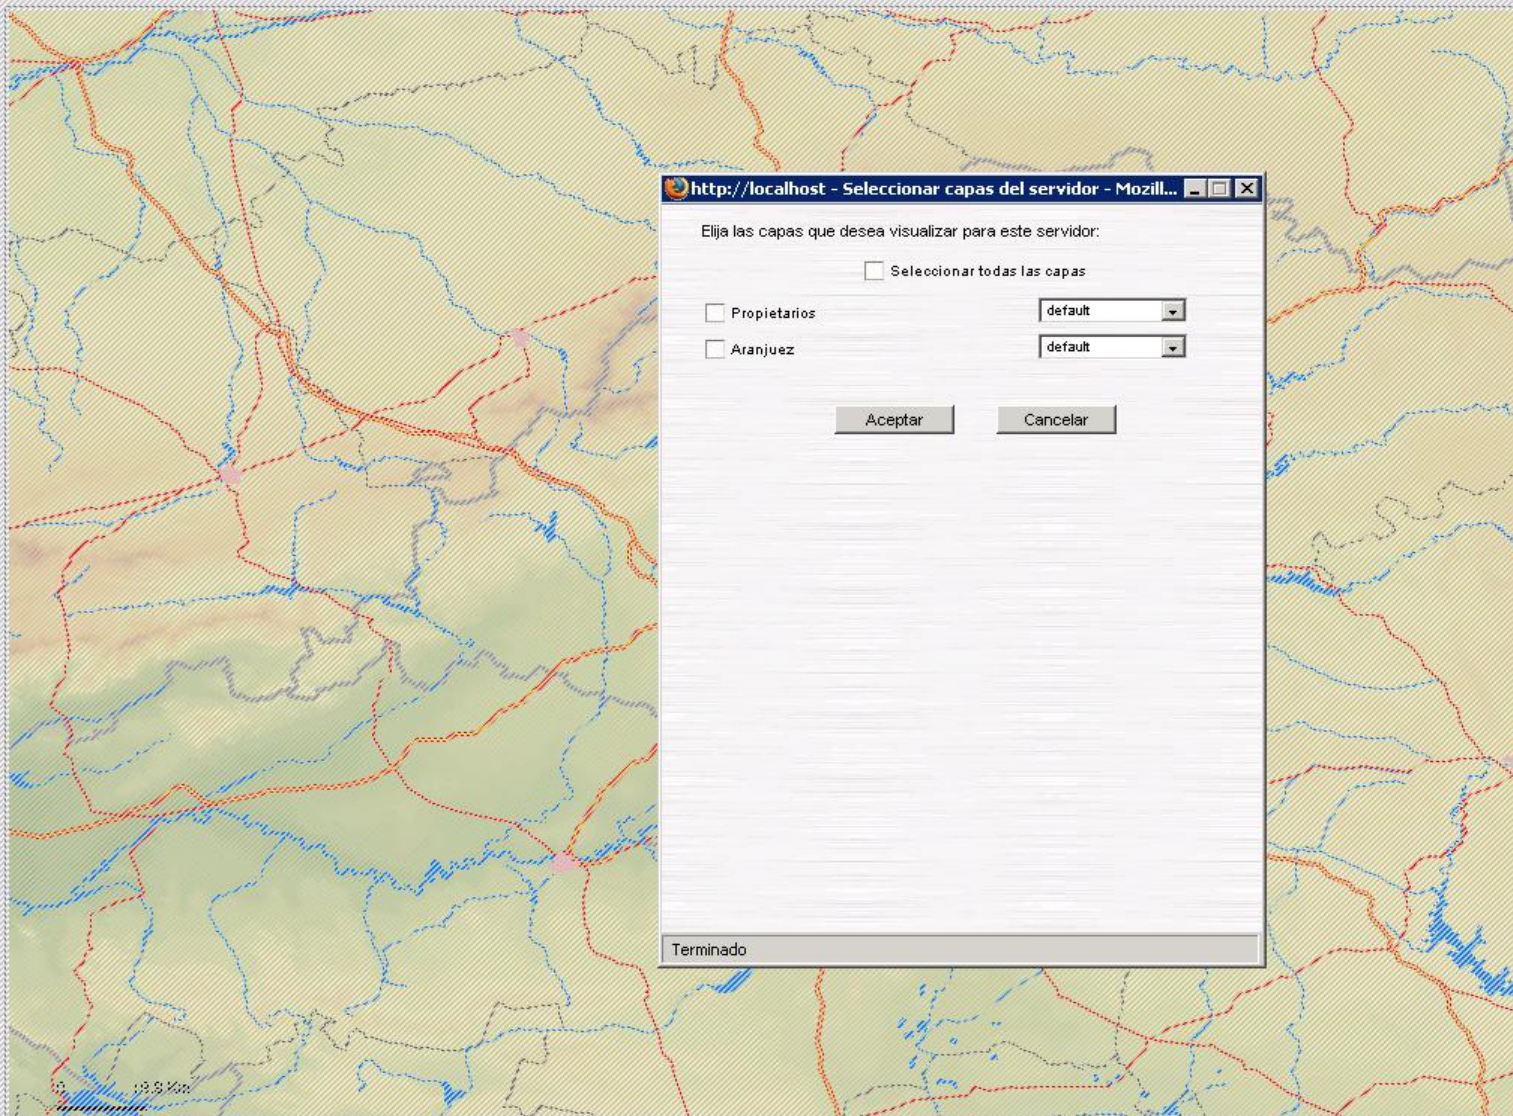 http://localhost - Seleccionar capas del servidor - Mozill...
Elija las capas que desea visualizar para este servidor:
Seleccionar todas las capas
Propietarios
default
Aranjuez
default
Aceptar
Cancelar
Terminado
0